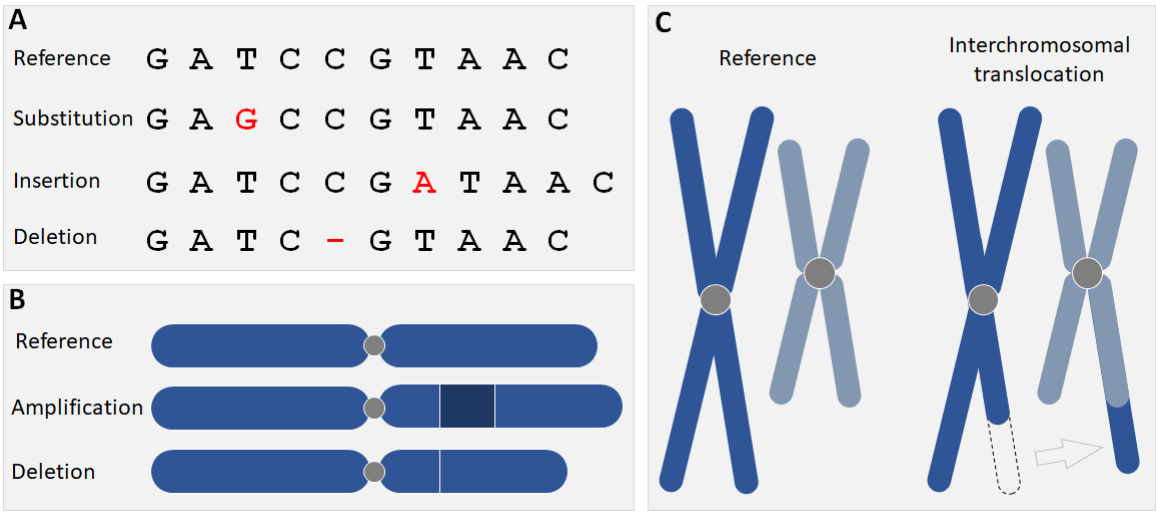 A
Reference G A T C C G T A A C
Substitution G A G C C G T A A C
Insertion G A T C C G A T A A C
Deletion G A T C – G T A A C
B
Reference
Amplification
Deletion
C
Reference
Interchromosomal
translocation